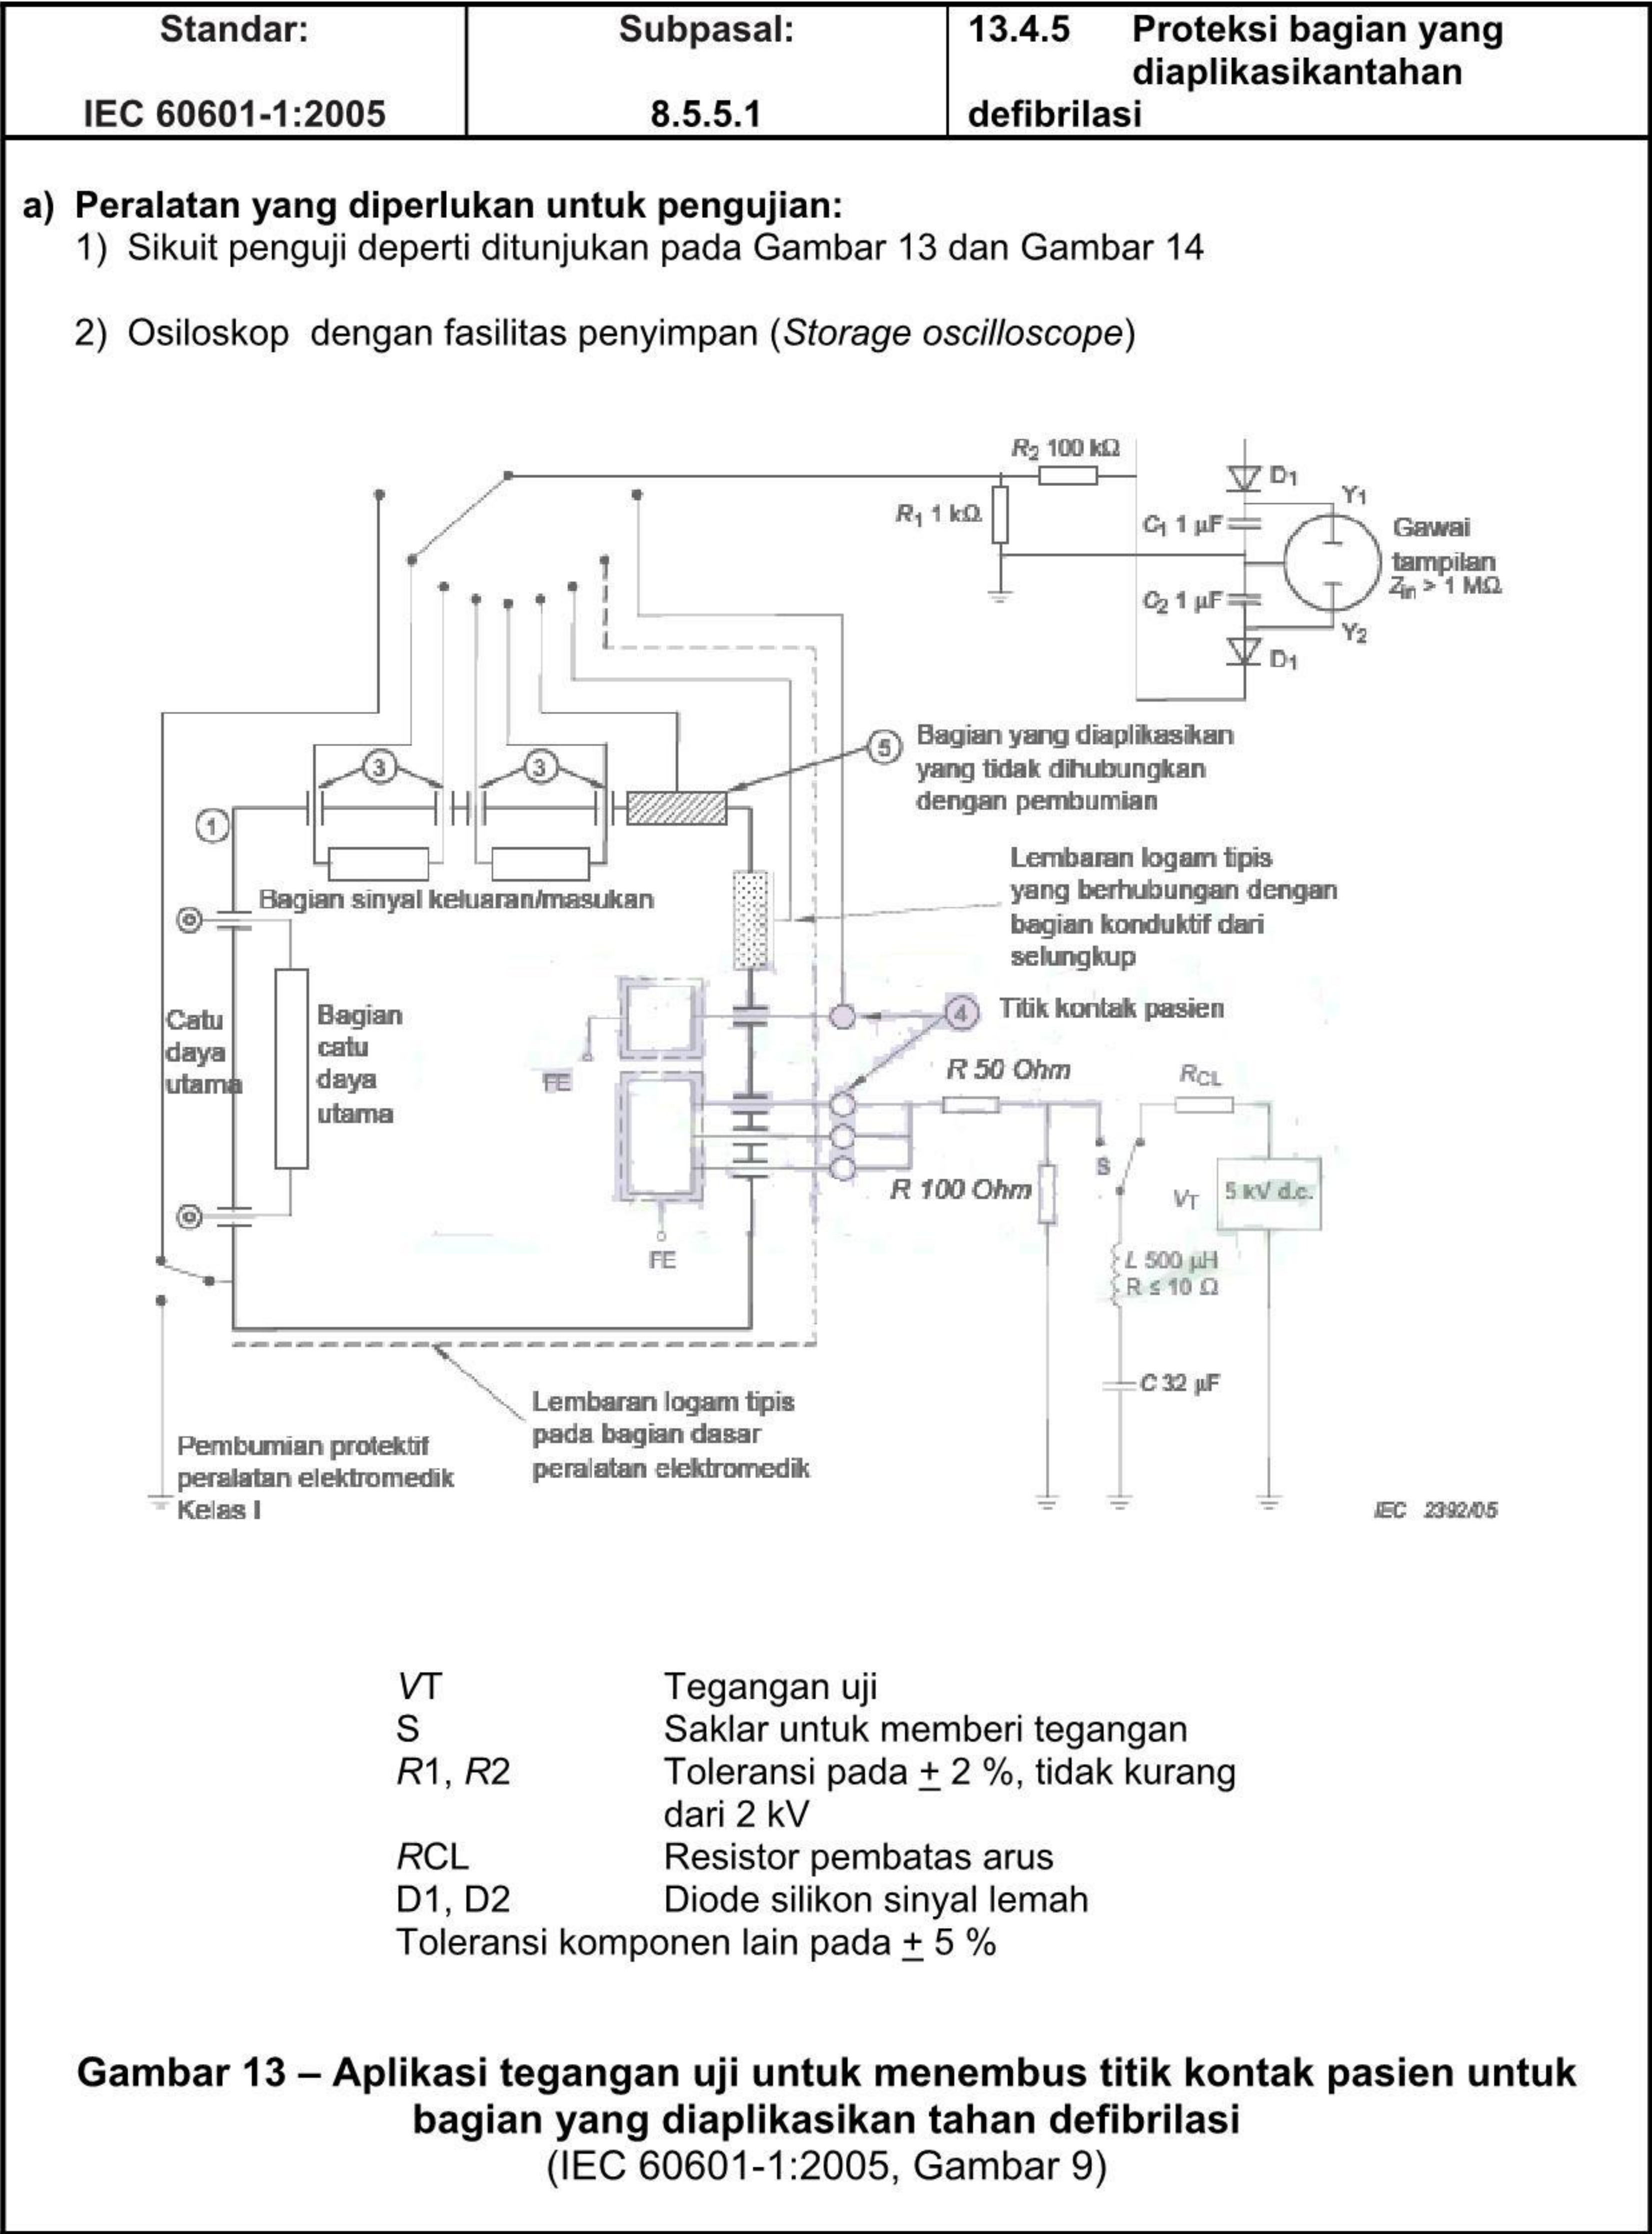 Standar:
IEC 60601-1:2005
Subpasal:
8.5.5.1
13.4.5 Proteksi bagian yang
diaplikasikantahan
defibrilasi
a) Peralatan yang diperlukan untuk pengujian:
1) Sikuit penguji deperti ditunjukan pada Gambar 13 dan Gambar 14
2) Osiloskop dengan fasilitas penyimpan (Storage oscilloscope)
R2 100 kΩ
R1 1 kΩ
D1
Y1
C1 1 µF
Gawai
tampilan
Zin > 1 MΩ
C2 1 µF
Y2
D1
5
Bagian yang diaplikasikan
yang tidak dihubungkan
dengan pembumian
3
3
1
Bagian sinyal keluaran/masukan
Lembaran logam tipis
yang berhubungan dengan
bagian konduktif dari
selungkup
4
Titik kontak pasien
Catu
daya
utama
Bagian
catu
daya
utama
FE
R 50 Ohm
RCL
S
R 100 Ohm
VT
5 kV d.c.
FE
L 500 µH
R ≤ 10 Ω
C 32 µF
Lembaran logam tipis
pada bagian dasar
peralatan elektromedik
Pembumian protektif
peralatan elektromedik
Kelas I
IEC 2392/05
VT Tegangan uji
S Saklar untuk memberi tegangan
R1, R2 Toleransi pada ± 2 %, tidak kurang
dari 2 kV
RCL Resistor pembatas arus
D1, D2 Diode silikon sinyal lemah
Toleransi komponen lain pada ± 5 %
Gambar 13 – Aplikasi tegangan uji untuk menembus titik kontak pasien untuk
bagian yang diaplikasikan tahan defibrilasi
(IEC 60601-1:2005, Gambar 9)